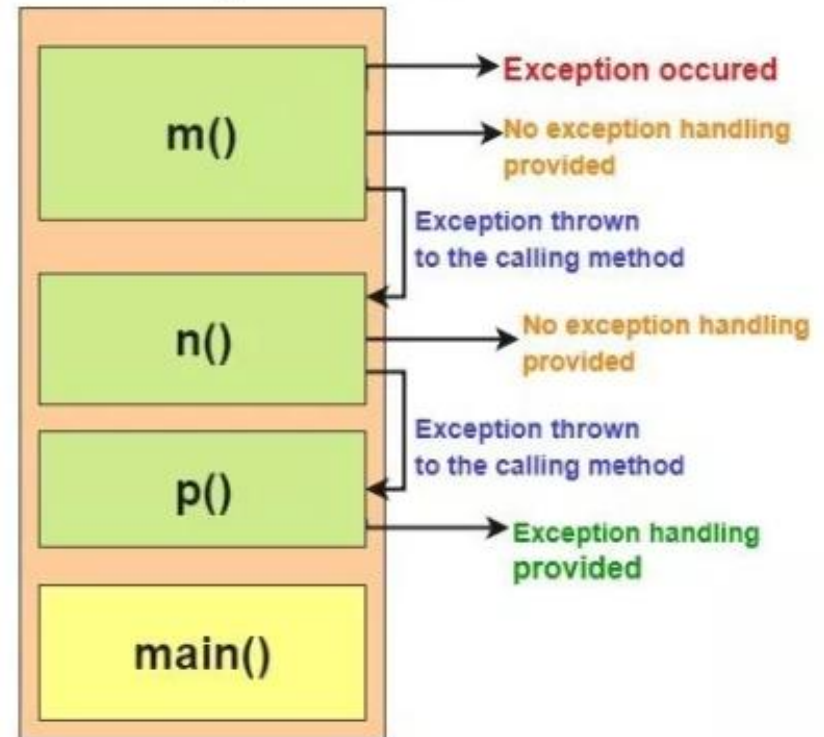 m()
Exception occured
No exception handling
provided
Exception thrown
to the calling method
n()
No exception handling
provided
Exception thrown
to the calling method
p()
Exception handling
provided
main()